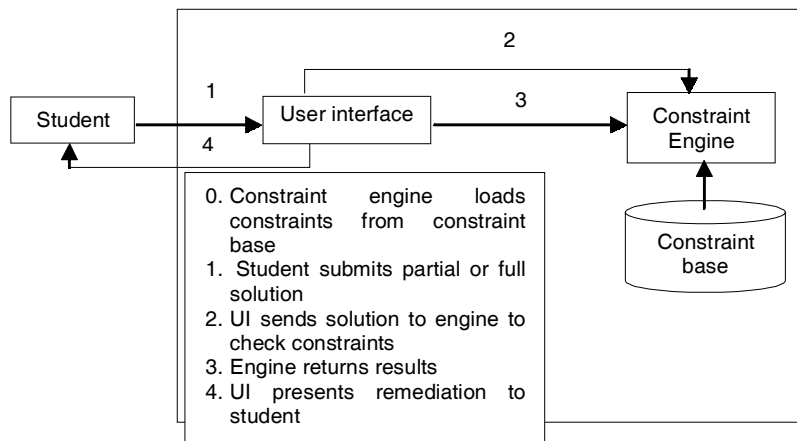 2
1
3
Student
User interface
Constraint
Engine
4
Constraint
base
0. Constraint engine loads
constraints from constraint
base
1. Student submits partial or full
solution
2. UI sends solution to engine to
check constraints
3. Engine returns results
4. UI presents remediation to
student